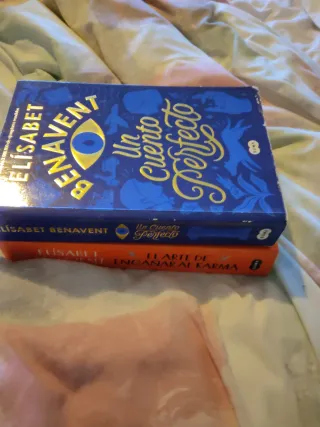 ELÍSABET
BENAVENT
Un
Cuento
Perfecto
ELÍSABET BENAVENT
Un Cuento
Perfecto
ELÍSABET
EL ARTE DE
ENGAÑAR AL KARMA